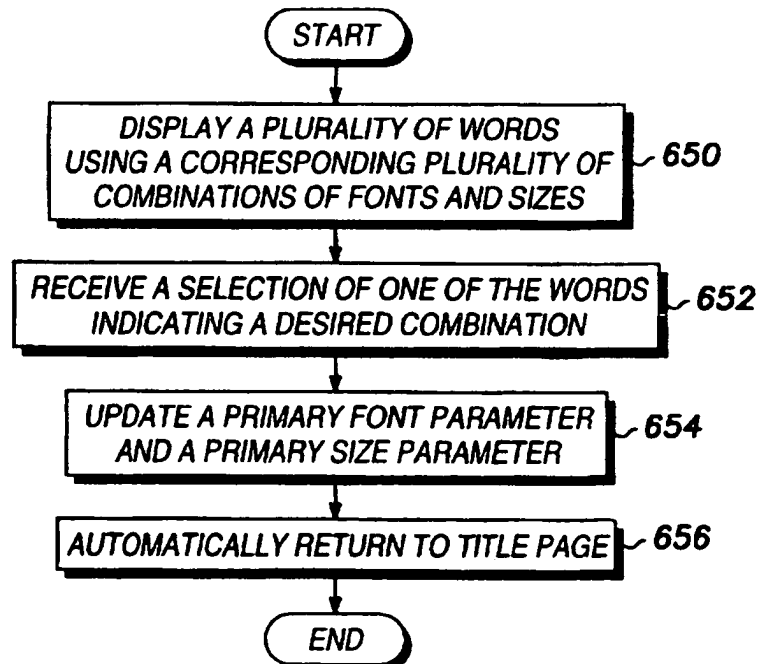 START
DISPLAY A PLURALITY OF WORDS
USING A CORRESPONDING PLURALITY OF
COMBINATIONS OF FONTS AND SIZES
650
RECEIVE A SELECTION OF ONE OF THE WORDS
INDICATING A DESIRED COMBINATION
652
UPDATE A PRIMARY FONT PARAMETER
AND A PRIMARY SIZE PARAMETER
654
AUTOMATICALLY RETURN TO TITLE PAGE
656
END